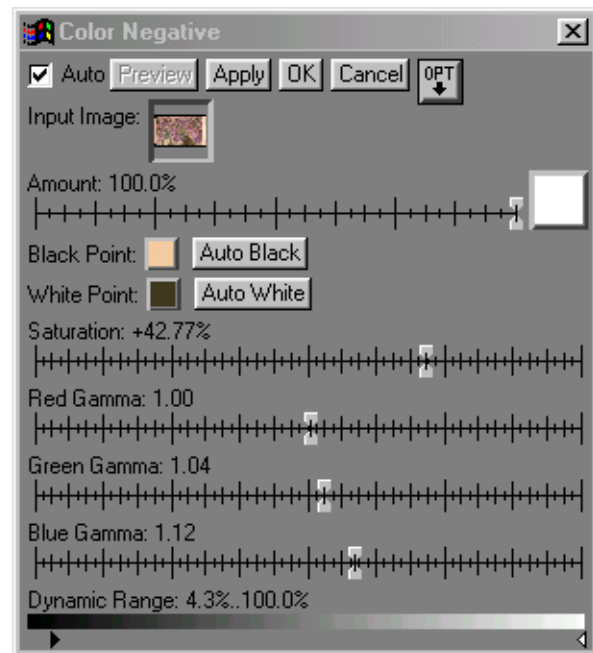 Color Negative
Auto Preview Apply OK Cancel OPT
Input Image:
Amount: 100.0%
Black Point: Auto Black
White Point: Auto White
Saturation: +42.77%
Red Gamma: 1.00
Green Gamma: 1.04
Blue Gamma: 1.12
Dynamic Range: 4.3%..100.0%